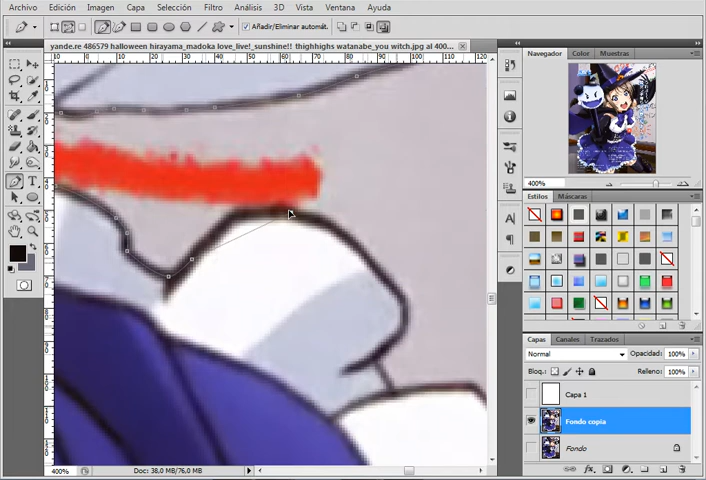 Archivo Edición Imagen Capa Selección Filtro Análisis 3D Vista Ventana Ayuda
Añadir/Eliminar automát.
yande.re 486579 halloween hirayama_madoka love_live!_sunshine!! thighhighs watanabe_you witch.jpg al 400...
Navegador Color Muestras
400%
Estilos Máscaras
Capas Canales Trazados
Normal Opacidad: 100%
Bloq.: Relleno: 100%
Capa 1
Fondo copia
Fondo
400% Doc: 38,0 MB/76,0 MB